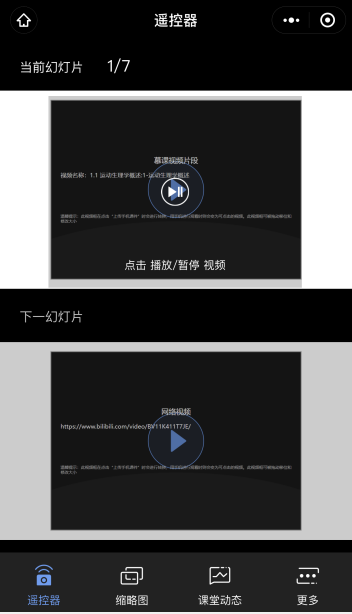 遥控器
当前幻灯片 1/7
慕课视频片段
视频名称：1.1 运动生理学概述:1-运动生理学概述
点击 播放/暂停 视频
下一幻灯片
网络视频
https://www.bilibili.com/video/BV11K411T7JE/
遥控器 缩略图 课堂动态 更多